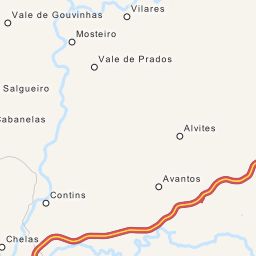 Vilares
Vale de Gouvinhas
Mosteiro
Vale de Prados
Salgueiro
Cabanelas
Alvites
Avantos
Contins
Chelas